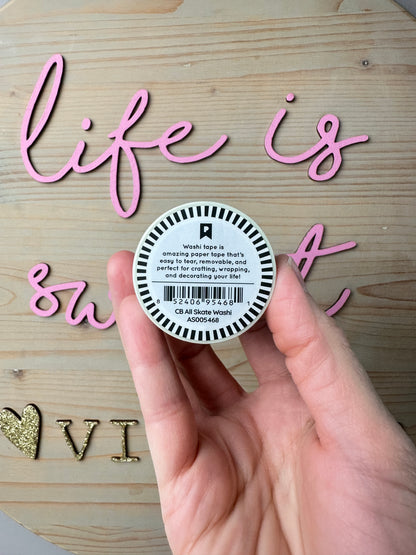 life is
Washi tape is
amazing paper tape that's
easy to tear, removable, and
perfect for crafting, wrapping,
and decorating your life!
8 52406 95468 1
CB All Skate Washi
AS005468
VI